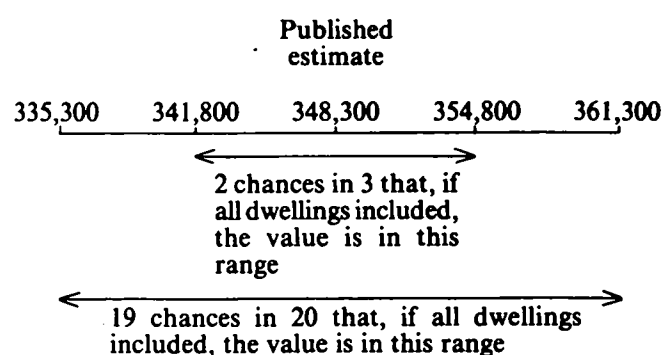 Published
estimate
335,300 341,800 348,300 354,800 361,300
2 chances in 3 that, if
all dwellings included,
the value is in this
range
19 chances in 20 that, if all dwellings
included, the value is in this range